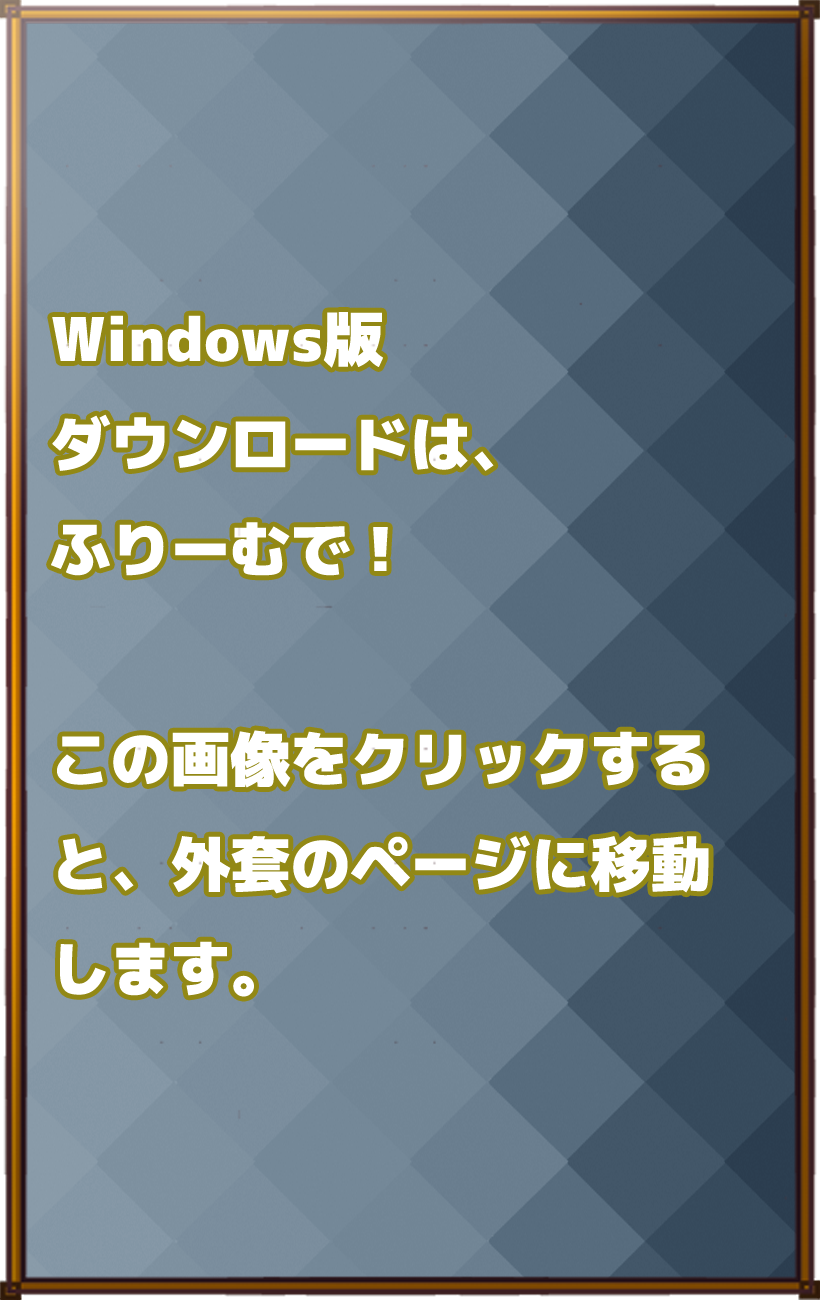 Windows版
ダウンロードは、
ふりーむで！
この画像をクリックする
と、外套のページに移動
します。